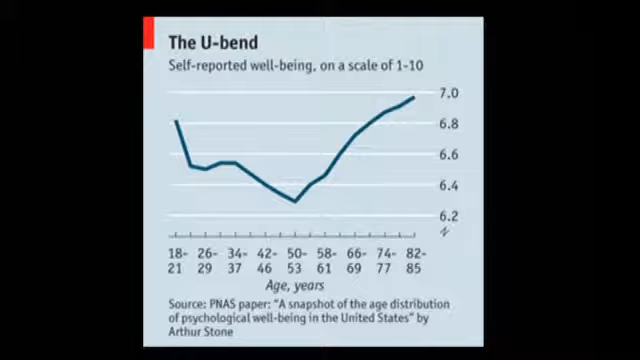 The U-bend
Self-reported well-being, on a scale of 1-10
7.0
6.8
6.6
6.4
6.2
18- 26- 34- 42- 50- 58- 66- 74- 82-
21 29 37 46 53 61 69 77 85
Age, years
Source: PNAS paper: "A snapshot of the age distribution
of psychological well-being in the United States" by
Arthur Stone